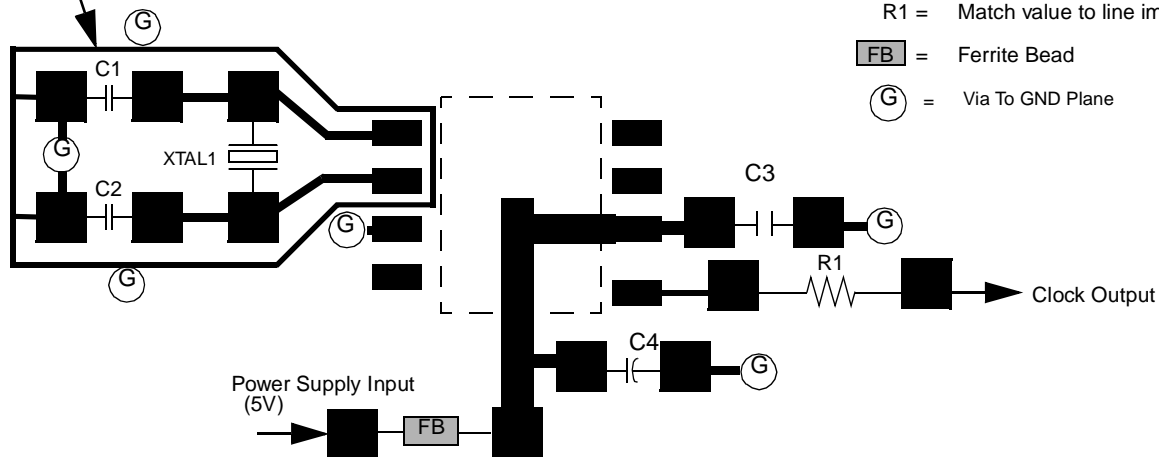 G
R1 = Match value to line
FB = Ferrite Bead
G = Via To GND Plane
C1
G
XTAL1
C2
G
G
C3
G
R1
Clock Output
C4
G
Power Supply Input
(5V)
FB